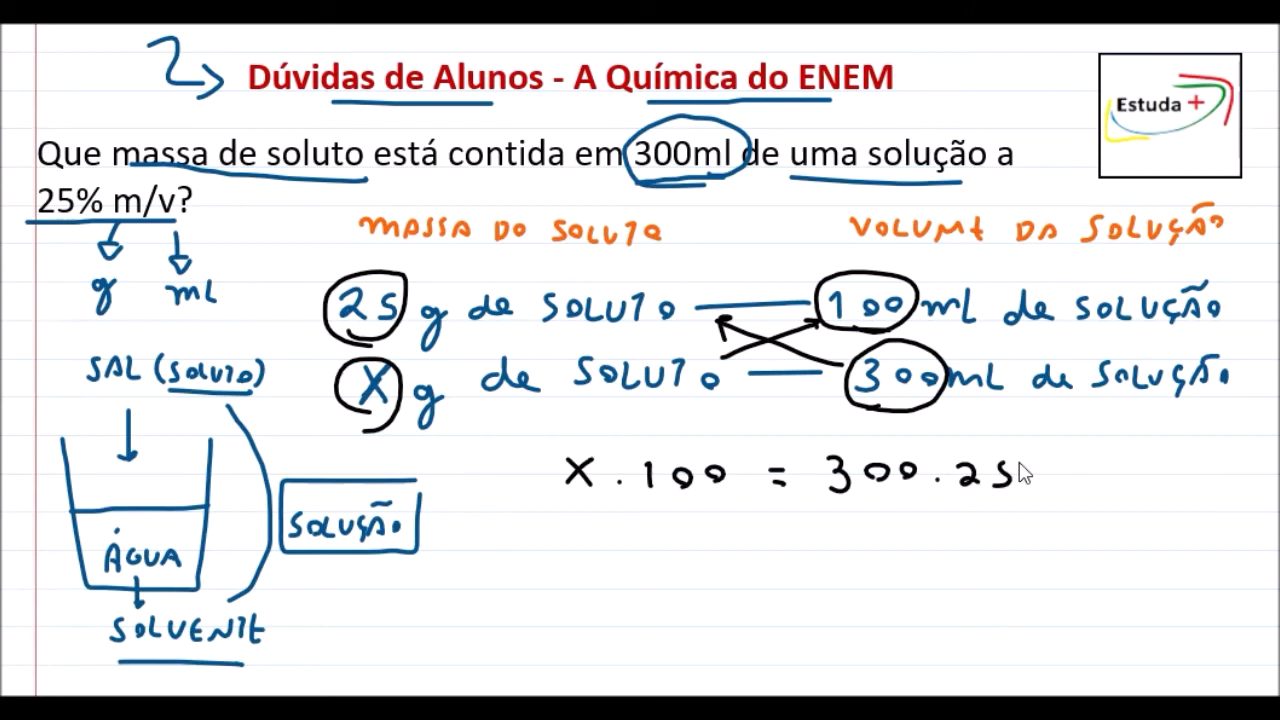 Dúvidas de Alunos - A Química do ENEM
Estuda +
Que massa de soluto está contida em 300ml de uma solução a
25% m/v?
MASSA DO SOLUTO
VOLUME DA SOLUÇÃO
g mL
25 g de SOLUTO — 100 ml de SOLUÇÃO
X g de SOLUTO — 300 ml de SOLUÇÃO
SAL (SOLUTO)
X . 100 = 300 . 25
SOLUÇÃO
ÁGUA
SOLVENTE